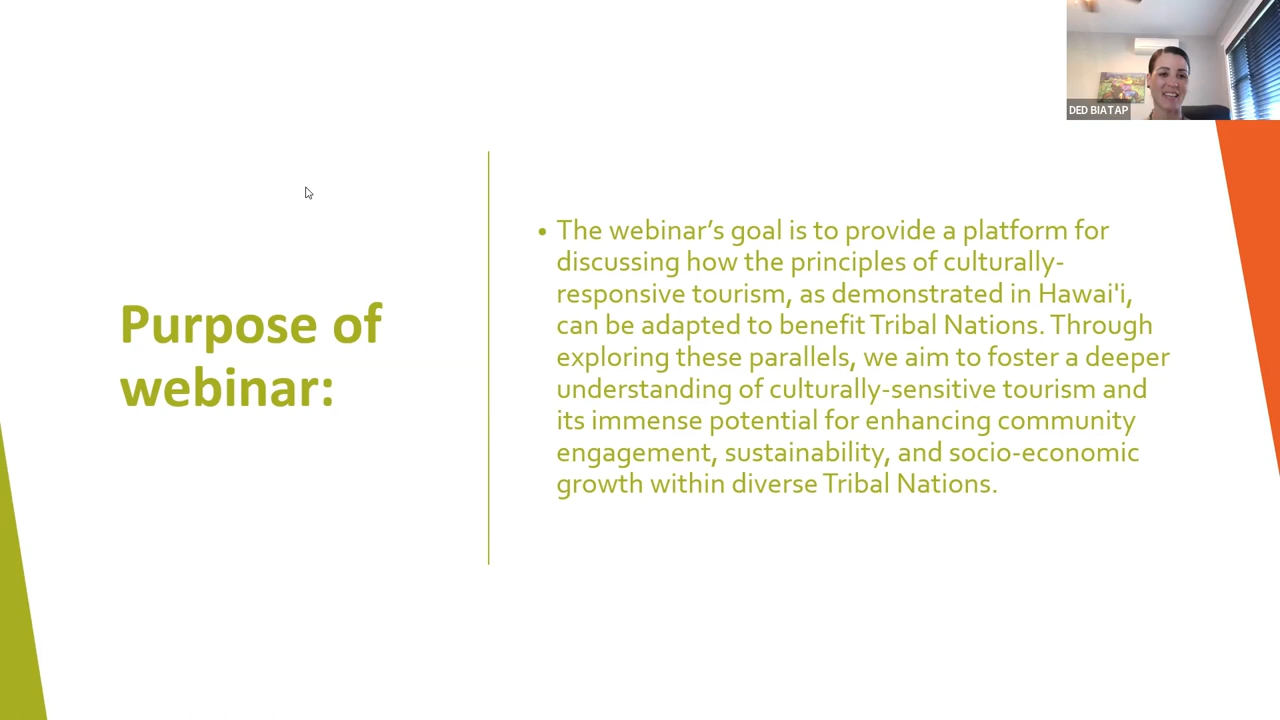 DED BIATAP
Purpose of
webinar:
• The webinar’s goal is to provide a platform for
discussing how the principles of culturally-
responsive tourism, as demonstrated in Hawai'i,
can be adapted to benefit Tribal Nations. Through
exploring these parallels, we aim to foster a deeper
understanding of culturally-sensitive tourism and
its immense potential for enhancing community
engagement, sustainability, and socio-economic
growth within diverse Tribal Nations.